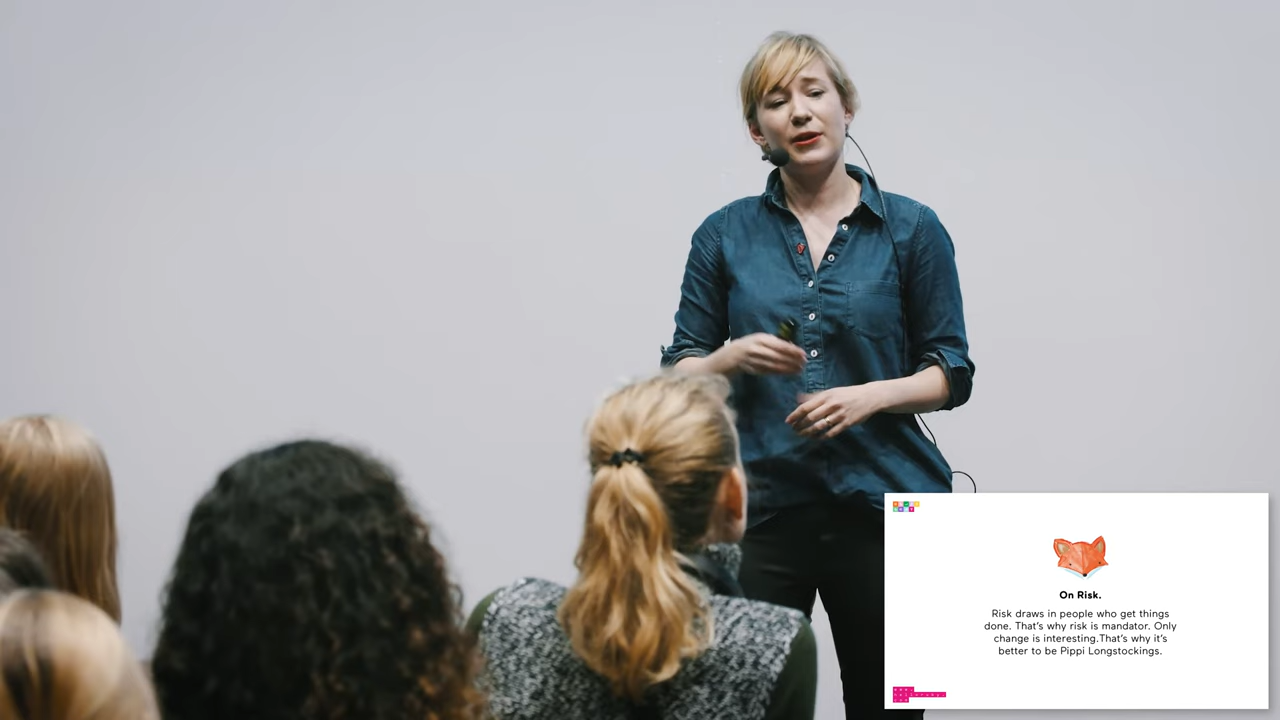 On Risk.
Risk draws in people who get things
done. That's why risk is mandator. Only
change is interesting.That's why it's
better to be Pippi Longstockings.